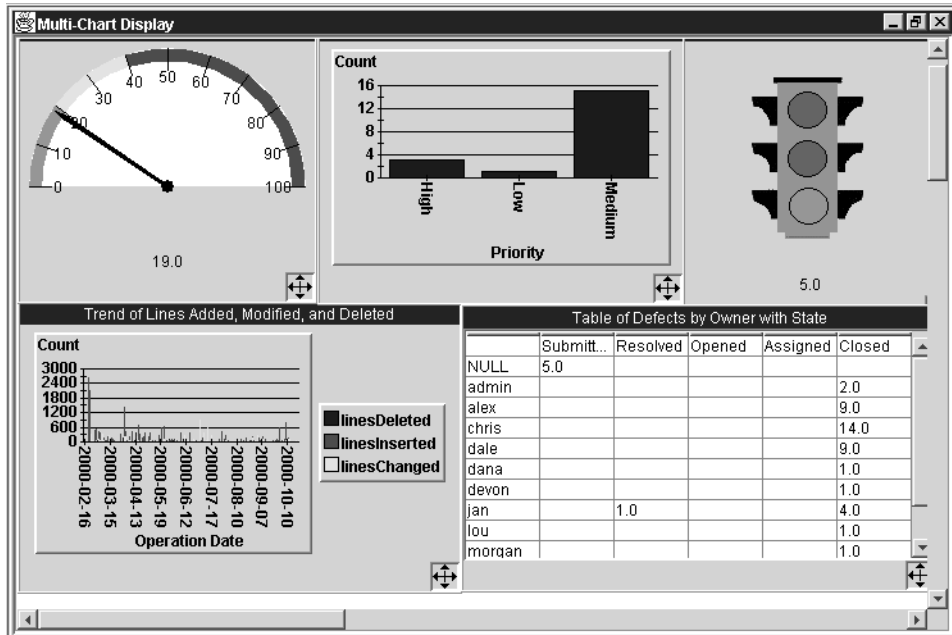 Multi-Chart Display
0
10
20
30
40
50
60
70
80
90
100
19.0
Count
16
12
8
4
0
High
Low
Medium
Priority
5.0
Trend of Lines Added, Modified, and Deleted
Count
3000
2400
1800
1200
600
0
2000-02-16
2000-03-15
2000-04-13
2000-05-19
2000-06-12
2000-07-17
2000-08-10
2000-09-07
2000-10-10
Operation Date
linesDeleted
linesInserted
linesChanged
Table of Defects by Owner with State
Submitt... Resolved Opened Assigned Closed
NULL 5.0
admin 2.0
alex 9.0
chris 14.0
dale 9.0
dana 1.0
devon 1.0
jan 1.0 4.0
lou 1.0
morgan 1.0